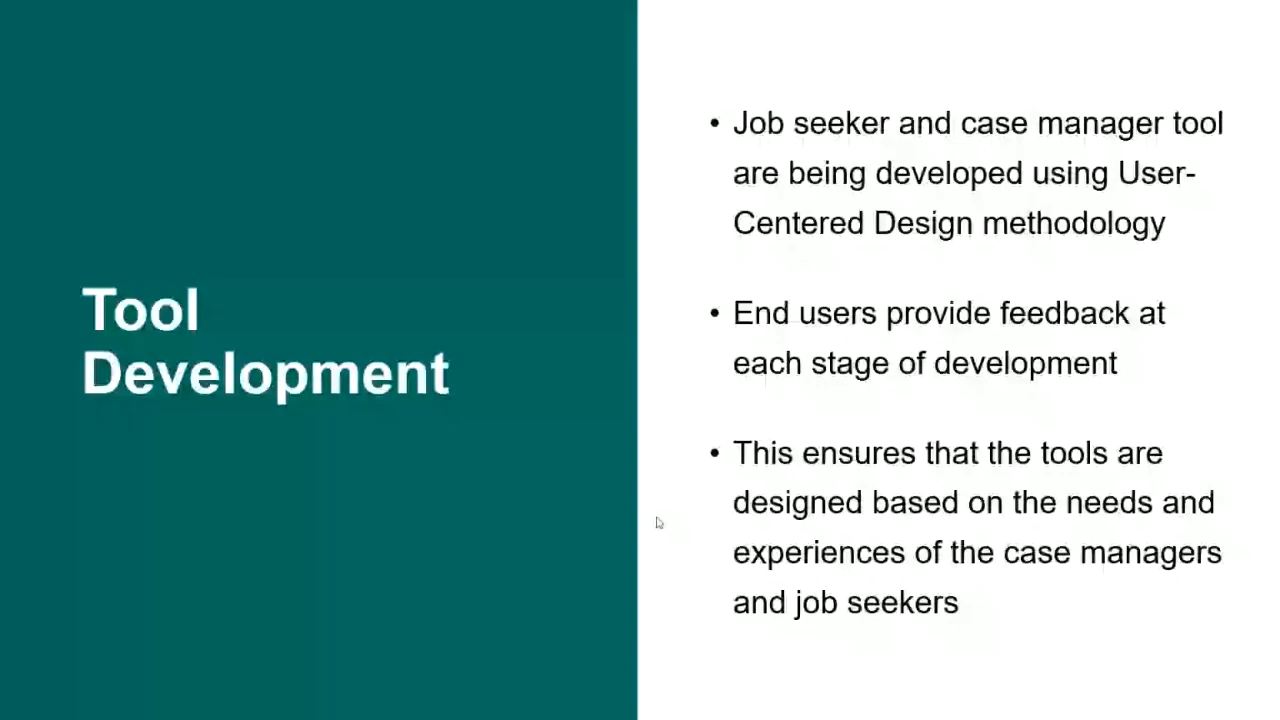 Tool
Development
• Job seeker and case manager tool
are being developed using User-
Centered Design methodology
• End users provide feedback at
each stage of development
• This ensures that the tools are
designed based on the needs and
experiences of the case managers
and job seekers